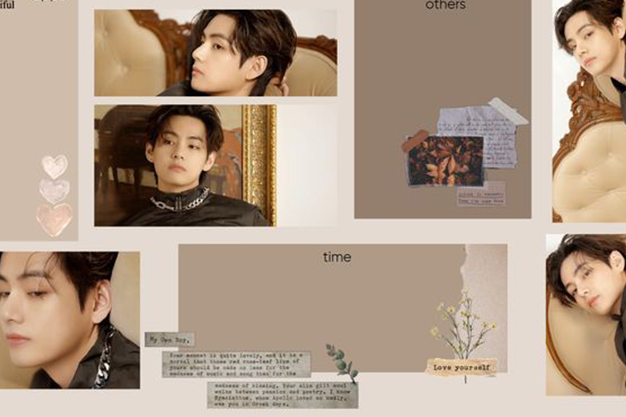 iful
others
time
My Own Boy,
Your sonnet is quite lovely, and it is a
marvel that those red rose-leaf lips of
yours should be made no less for the
madness of music and song than for the
madness of kissing. Your slim gilt soul
walks between passion and poetry. I know
Hyacinthus, whom Apollo loved so madly,
was you in Greek days.
Love yourself